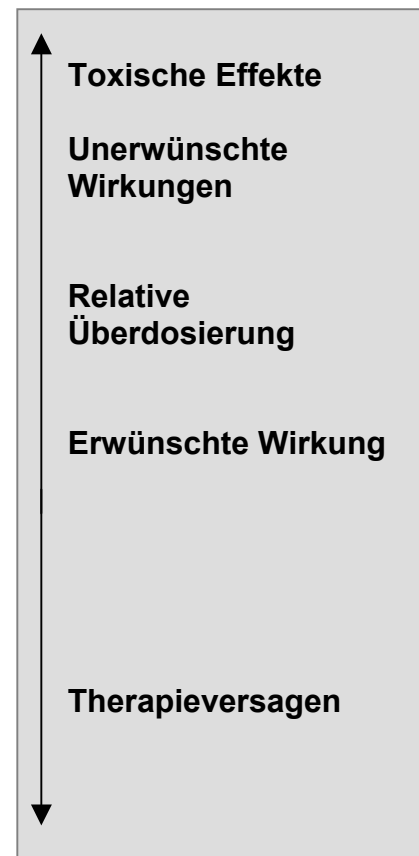 Toxische Effekte
Unerwünschte
Wirkungen
Relative
Überdosierung
Erwünschte Wirkung
Therapieversagen